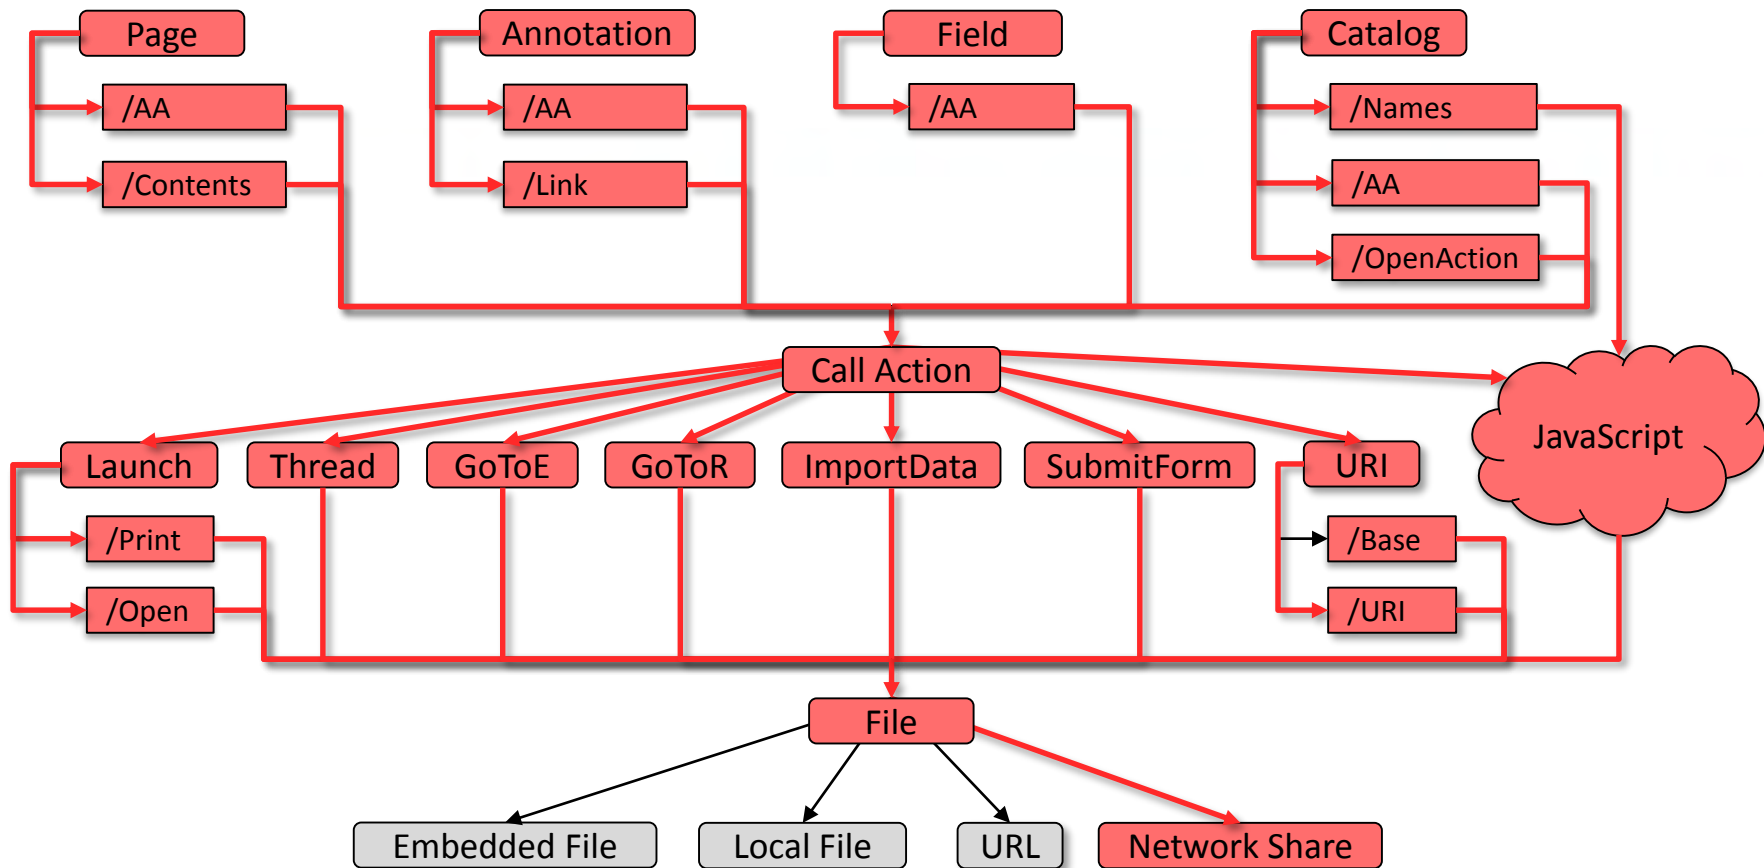 Page
Annotation
Field
Catalog
/AA
/AA
/AA
/Names
/Contents
/Link
/AA
/OpenAction
Call Action
JavaScript
Launch
Thread
GoToE
GoToR
ImportData
SubmitForm
URI
/Print
/Base
/Open
/URI
File
Embedded File
Local File
URL
Network Share